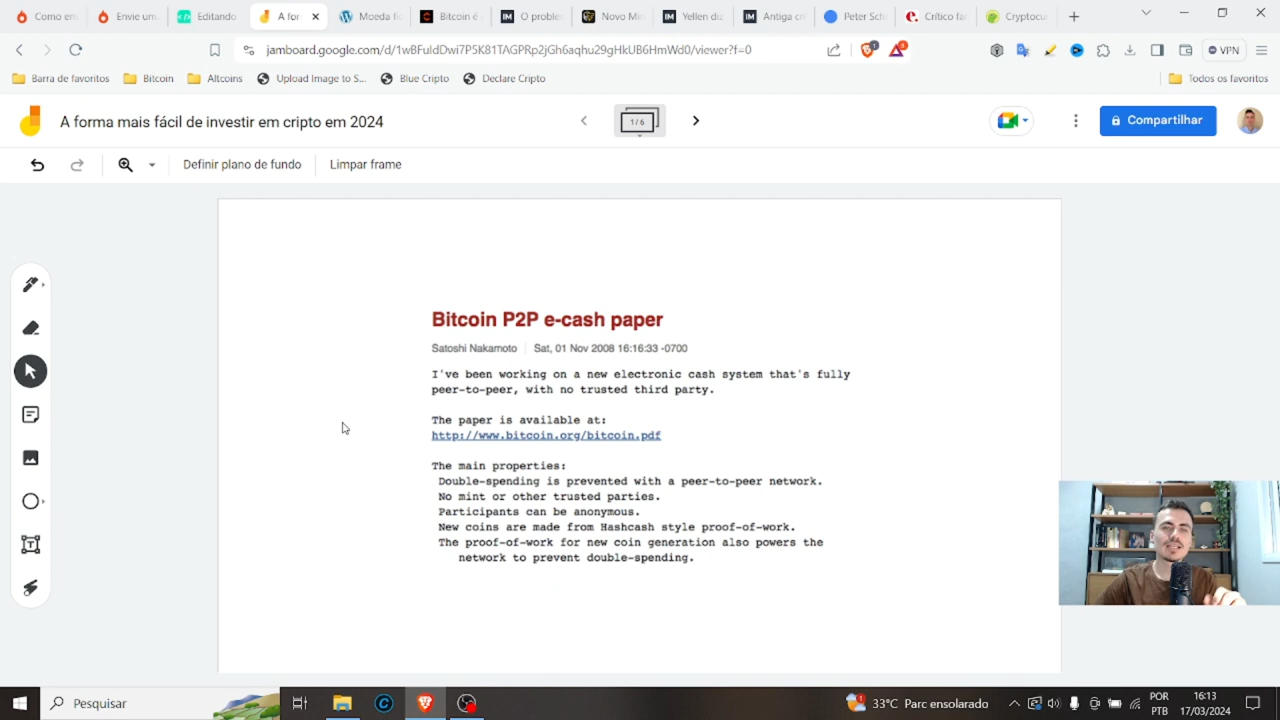 Como em
Envie um
Editando
A for
Moeda f
Bitcoin é
O proble
Novo Mi
Yellen du
Antiga cr
Peter Sch
Crítico fa
Cryptocu
jamboard.google.com/d/1wBFuldDwi7P5K81TAGPRp2jGh6aqhu29gHkUB6HmWd0/viewer?f=0
VPN
Barra de favoritos
Bitcoin
Altcoins
Upload Image to S...
Blue Cripto
Declare Cripto
Todos os favoritos
A forma mais fácil de investir em cripto em 2024
1/6
Compartilhar
Definir plano de fundo
Limpar frame
Bitcoin P2P e-cash paper
Satoshi Nakamoto | Sat, 01 Nov 2008 16:16:33 -0700
I've been working on a new electronic cash system that's fully
peer-to-peer, with no trusted third party.
The paper is available at:
http://www.bitcoin.org/bitcoin.pdf
The main properties:
Double-spending is prevented with a peer-to-peer network.
No mint or other trusted parties.
Participants can be anonymous.
New coins are made from Hashcash style proof-of-work.
The proof-of-work for new coin generation also powers the
network to prevent double-spending.
Pesquisar
33°C Parc ensolarado
POR
PTB
16:13
17/03/2024